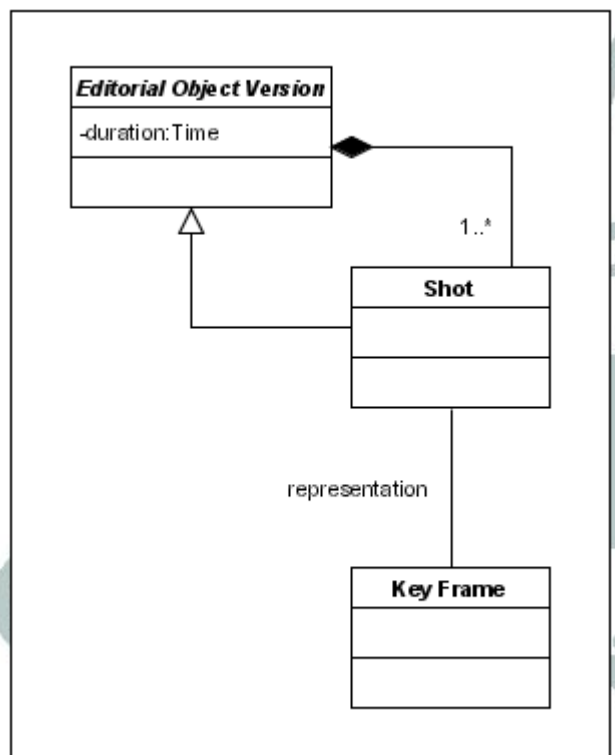 Editorial Object Version
-duration:Time
1..*
Shot
representation
Key Frame